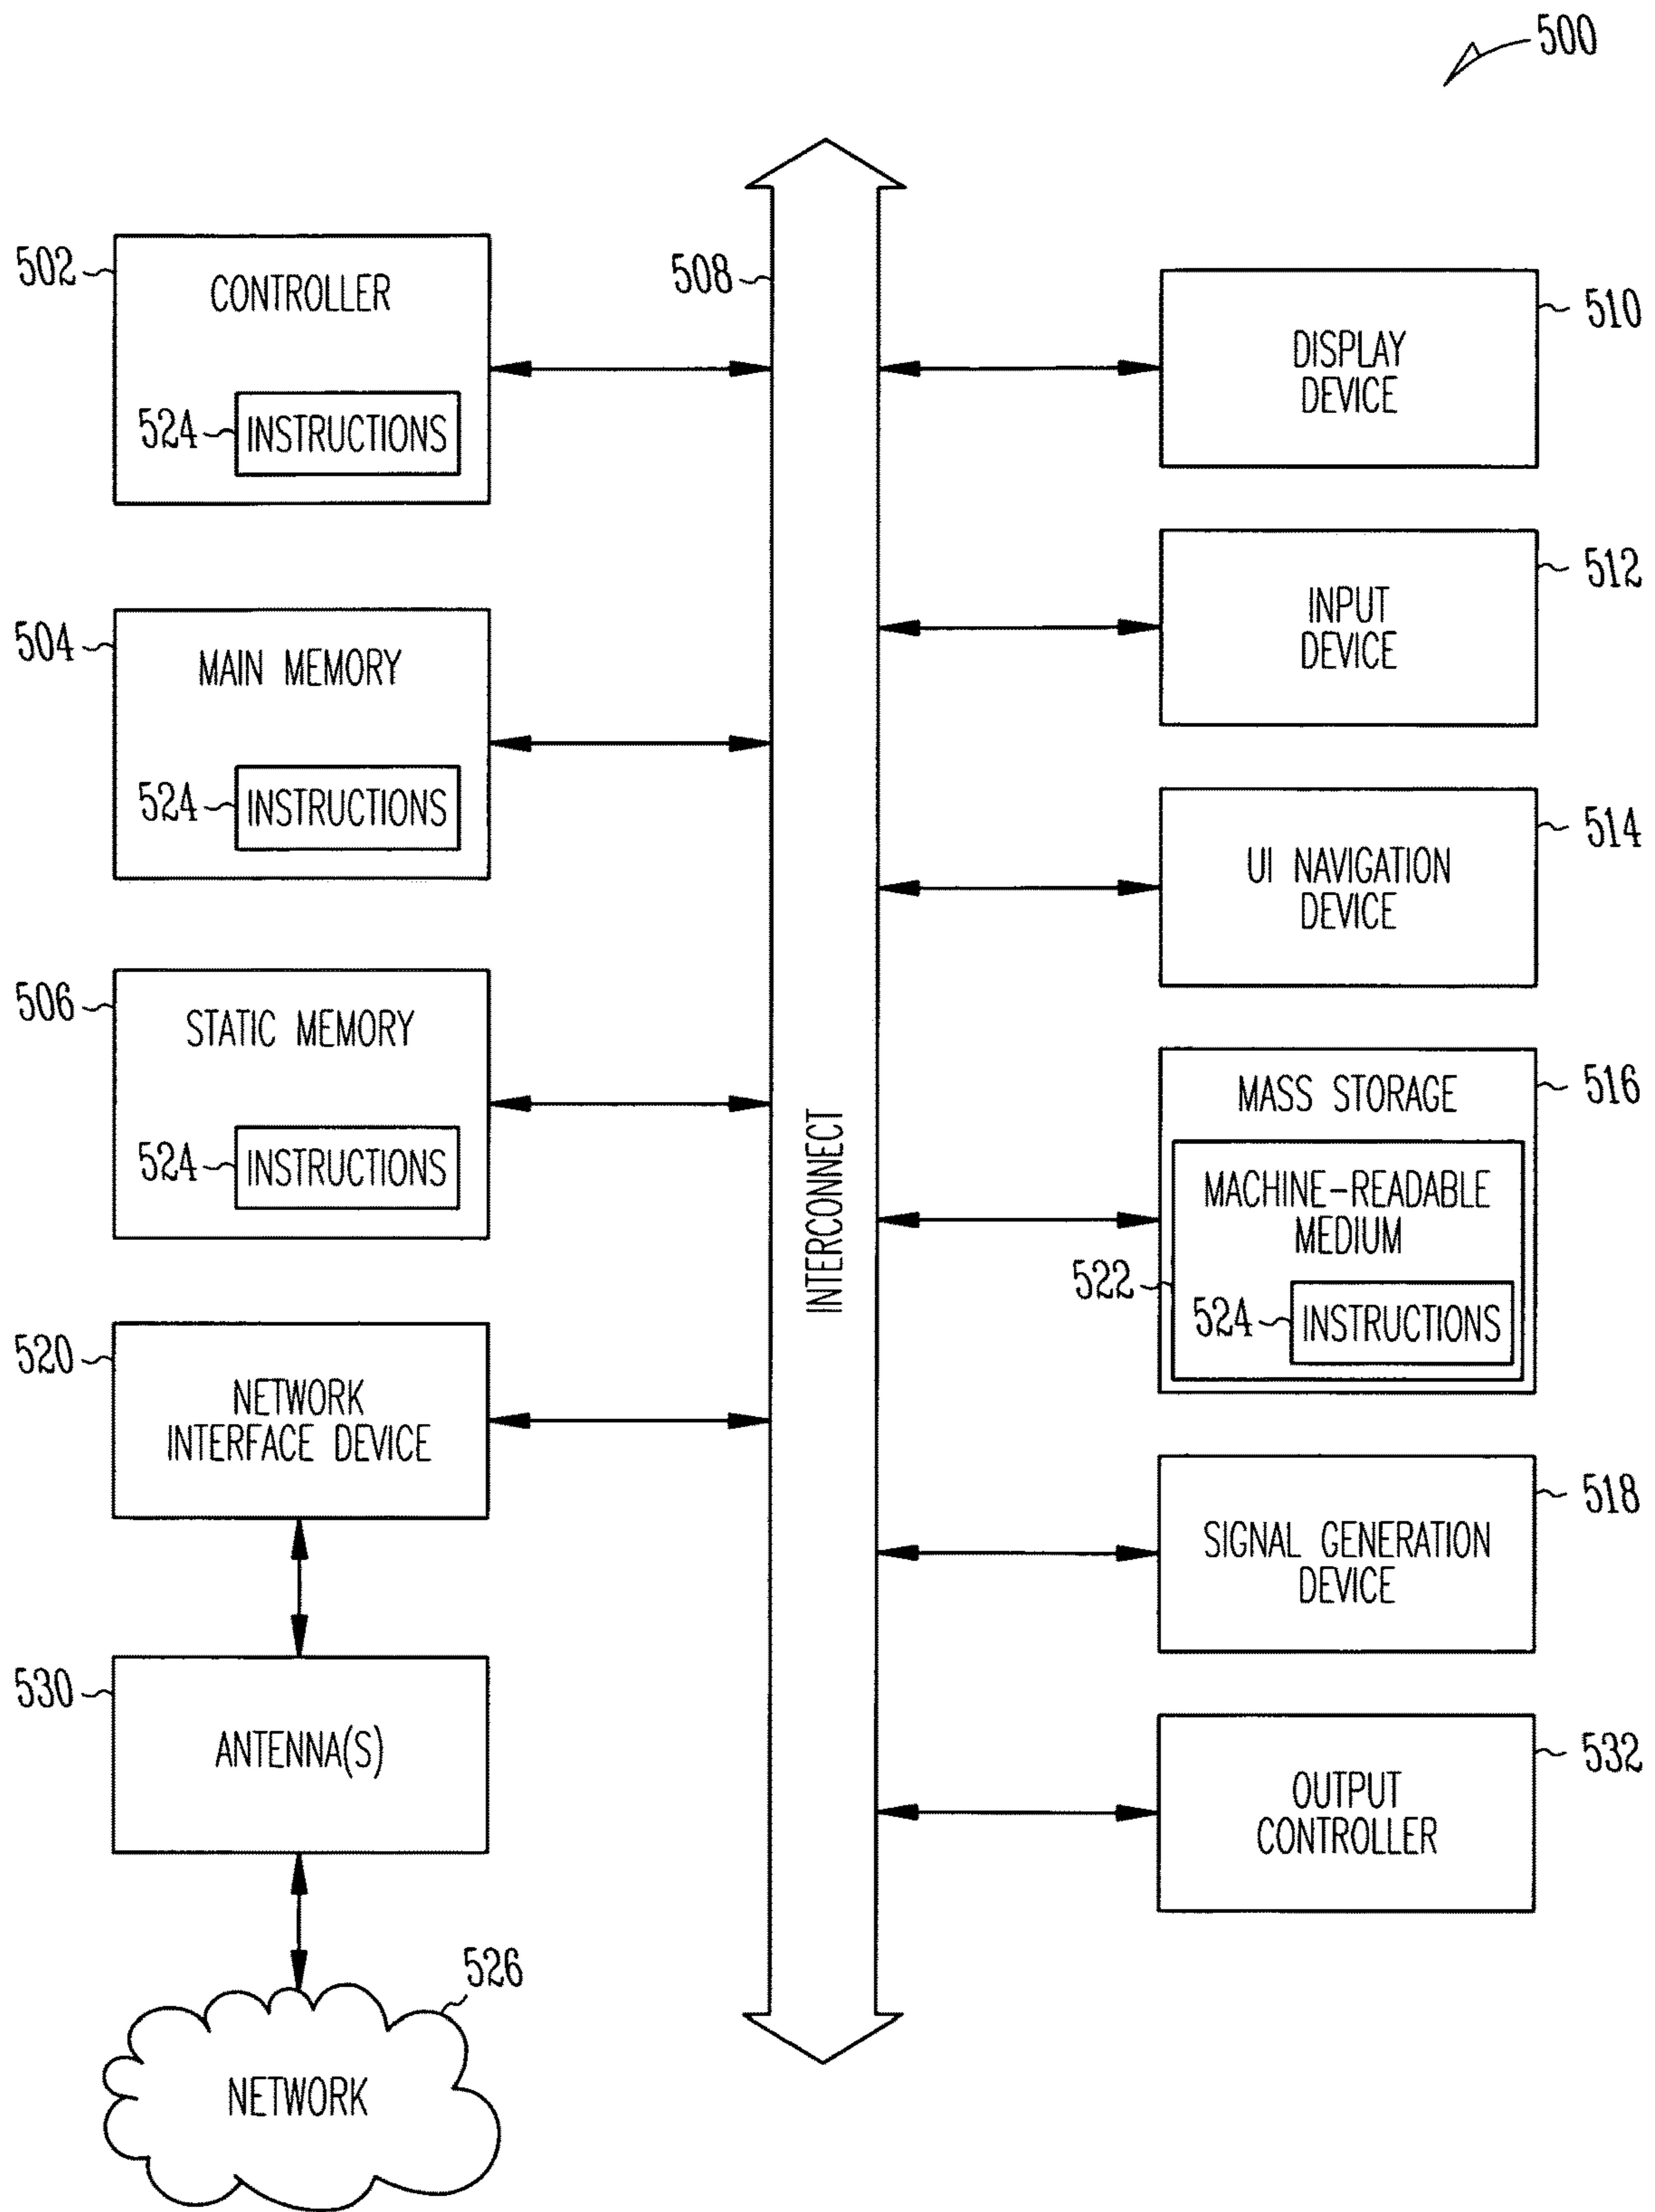 500
502
CONTROLLER
524
INSTRUCTIONS
504
MAIN MEMORY
524
INSTRUCTIONS
506
STATIC MEMORY
524
INSTRUCTIONS
520
NETWORK
INTERFACE DEVICE
530
ANTENNA(S)
526
NETWORK
508
INTERCONNECT
510
DISPLAY
DEVICE
512
INPUT
DEVICE
514
UI NAVIGATION
DEVICE
516
MASS STORAGE
MACHINE-READABLE
MEDIUM
522
524
INSTRUCTIONS
518
SIGNAL GENERATION
DEVICE
532
OUTPUT
CONTROLLER